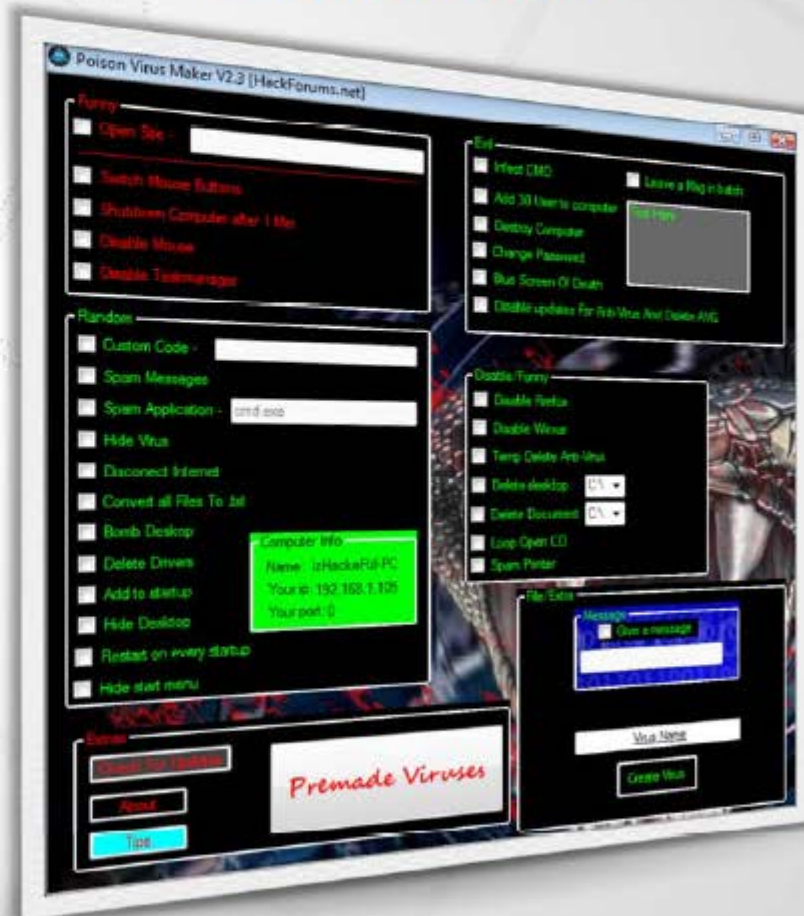 Poison Virus Maker V2.3 [HackForums.net]
Funny
Open Site -
Switch Mouse Buttons
Shutdown Computer after 1 Min
Disable Mouse
Disable Taskmanager
Evil
Infest CMD
Leave a Msg in batch
Add 30 User to computer
Text Here
Destroy Computer
Change Password
Blue Screen Of Death
Disable updates For Anti Virus And Delete AVG
Random
Custom Code -
Spam Messages
Spam Application -
cmd.exe
Hide Virus
Disconect Internet
Convert all Files To .txt
Bomb Deskop
Delete Drivers
Add to startup
Hide Desktop
Restart on every startup
Hide start menu
Computer Info
Name : izHackaFull-PC
Your ip: 192.168.1.105
Your port: 0
Disable/Funny
Disable Firefox
Disable Winrar
Temp Delete Anti-Virus
Delete desktop
C:\
Delete Document
C:\
Loop Open CD
Spam Printer
File/Extra
Message
Give a message
Virus Name
Create Virus
Extras
Check For Updates
About
Tips
Premade Viruses